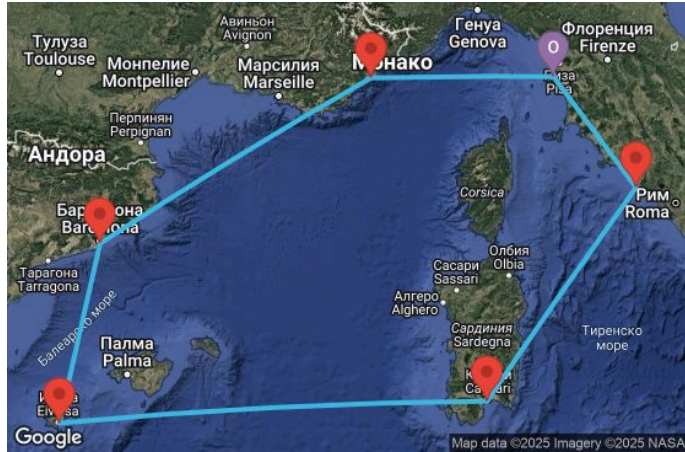 Авиньон
Avignon
Генуа
Genova
Флоренция
Firenze
Тулуза
Toulouse
Монпелие
Montpellier
Марсилия
Marseille
Монако
O
Пиза
Pisa
Перпинян
Perpignan
Андора
Corsica
Рим
Roma
Барселона
Barcelona
Олбия
Olbia
Сасари
Sassari
Тарагона
Tarragona
Алгеро
Alghero
Балеарско море
Сардиния
Sardegna
Тиренско
море
Палма
Palma
Google
Map data ©2025 Imagery ©2025 NASA